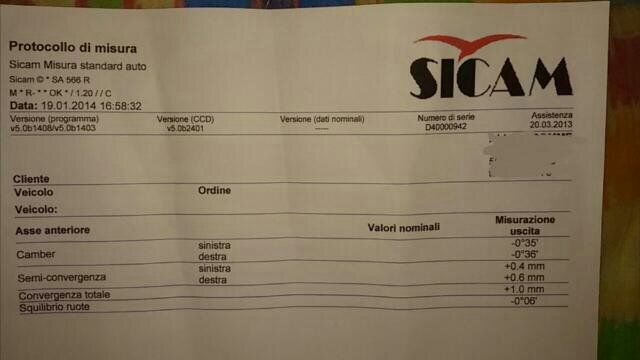 SICAM
Protocollo di misura
Sicam Misura standard auto
Sicam © * SA 566 R
M * R- * * OK * / 1.20 / / C
Data: 19.01.2014 16:58:32
Versione (programma) Versione (CCD) Versione (dati nominali) Numero di serie Assistenza
v5.0b1408/v5.0b1403 v5.0b2401 ----- D40000942 20.03.2013
Cliente
Veicolo Ordine
Veicolo:
Asse anteriore Valori nominali Misurazione
uscita
Camber sinistra -0°35'
destra -0°36'
Semi-convergenza sinistra +0.4 mm
destra +0.6 mm
Convergenza totale +1.0 mm
Squilibrio ruote -0°06'